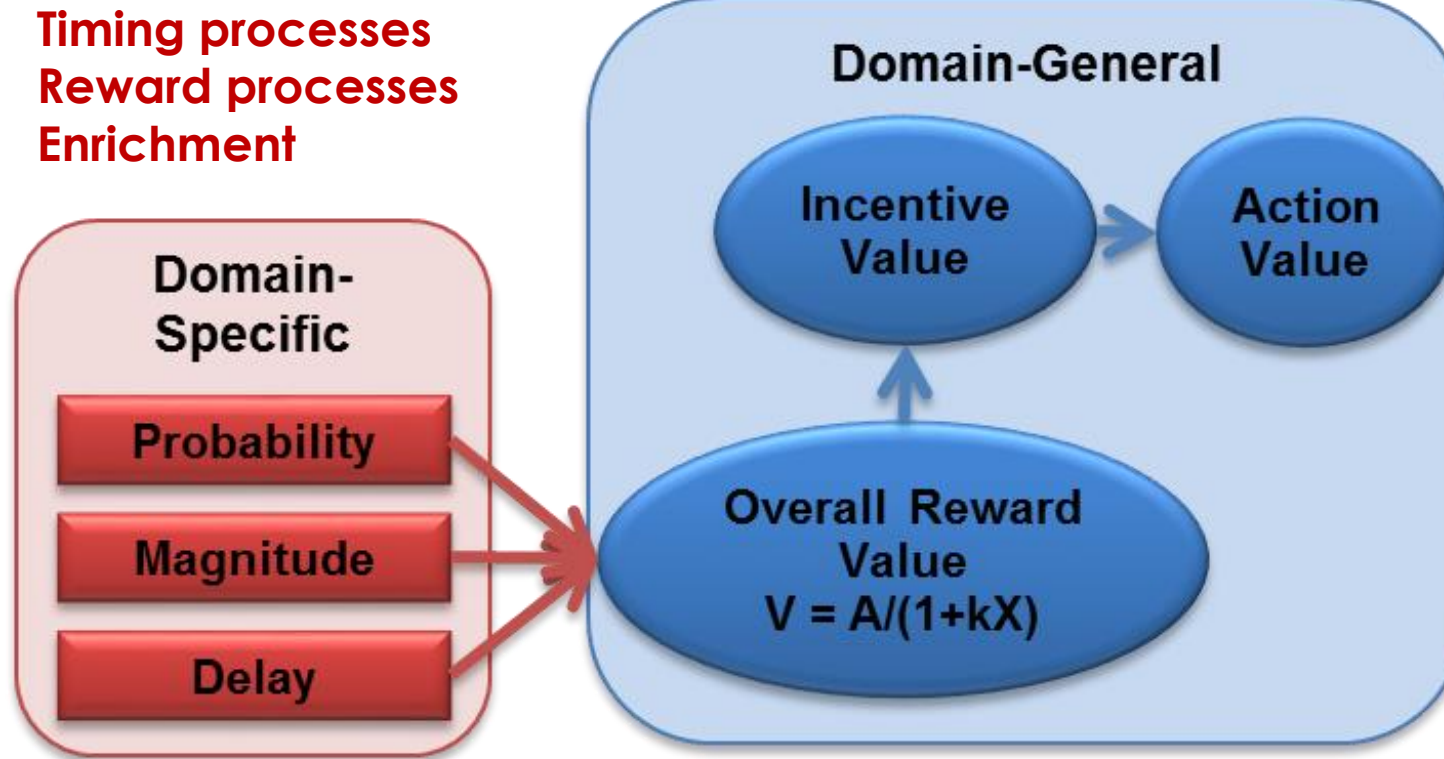 Timing processes
Reward processes
Enrichment
Domain-
Specific
Probability
Magnitude
Delay
Domain-General
Incentive
Value
Action
Value
Overall Reward
Value
V = A/(1+kX)